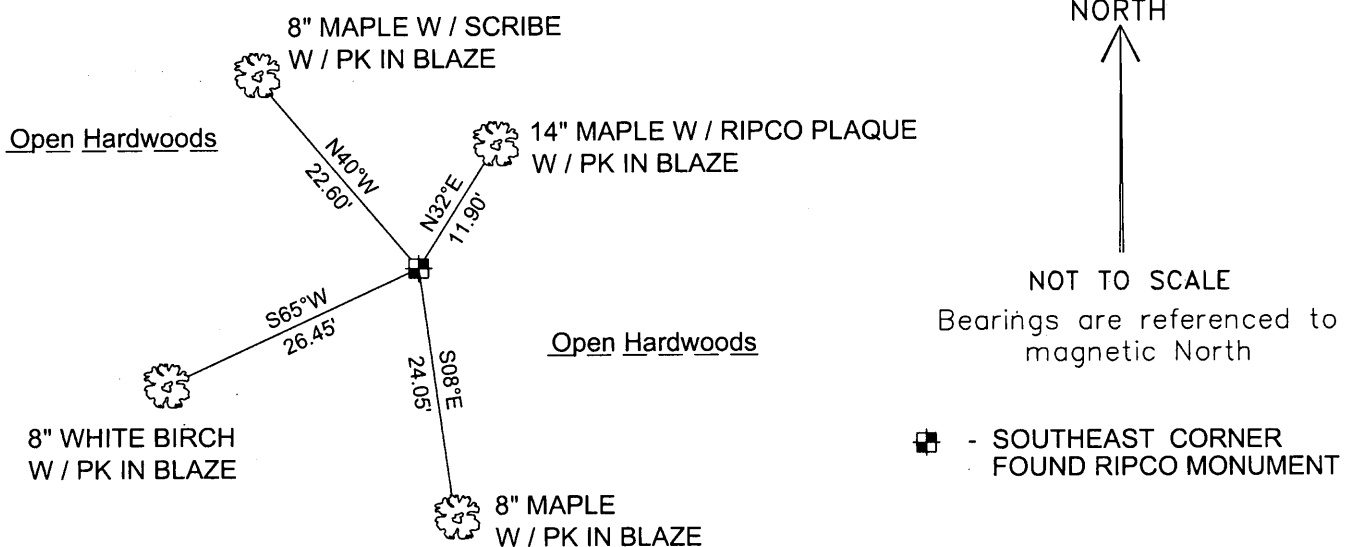 8" MAPLE W / SCRIBE
W / PK IN BLAZE
NORTH
Open Hardwoods
14" MAPLE W / RIPCO PLAQUE
W / PK IN BLAZE
N40°W
22.60'
N32°E
11.90'
NOT TO SCALE
Bearings are referenced to
magnetic North
S65°W
26.45'
Open Hardwoods
S08°E
24.05'
8" WHITE BIRCH
W / PK IN BLAZE
- SOUTHEAST CORNER
FOUND RIPCO MONUMENT
8" MAPLE
W / PK IN BLAZE